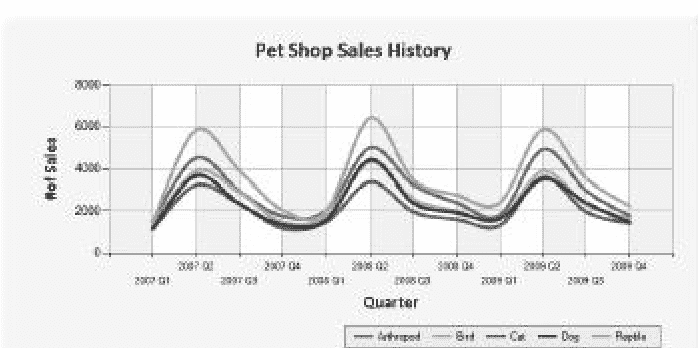 Pet Shop Sales History
8000
6000
4000
2000
0
# of Sales
2007 Q2 2007 Q4 2008 Q2 2008 Q4 2009 Q2 2009 Q4
2007 Q1 2007 Q3 2008 Q1 2008 Q3 2009 Q1 2009 Q3
Quarter
Arthropod Bird Cat Dog Reptile